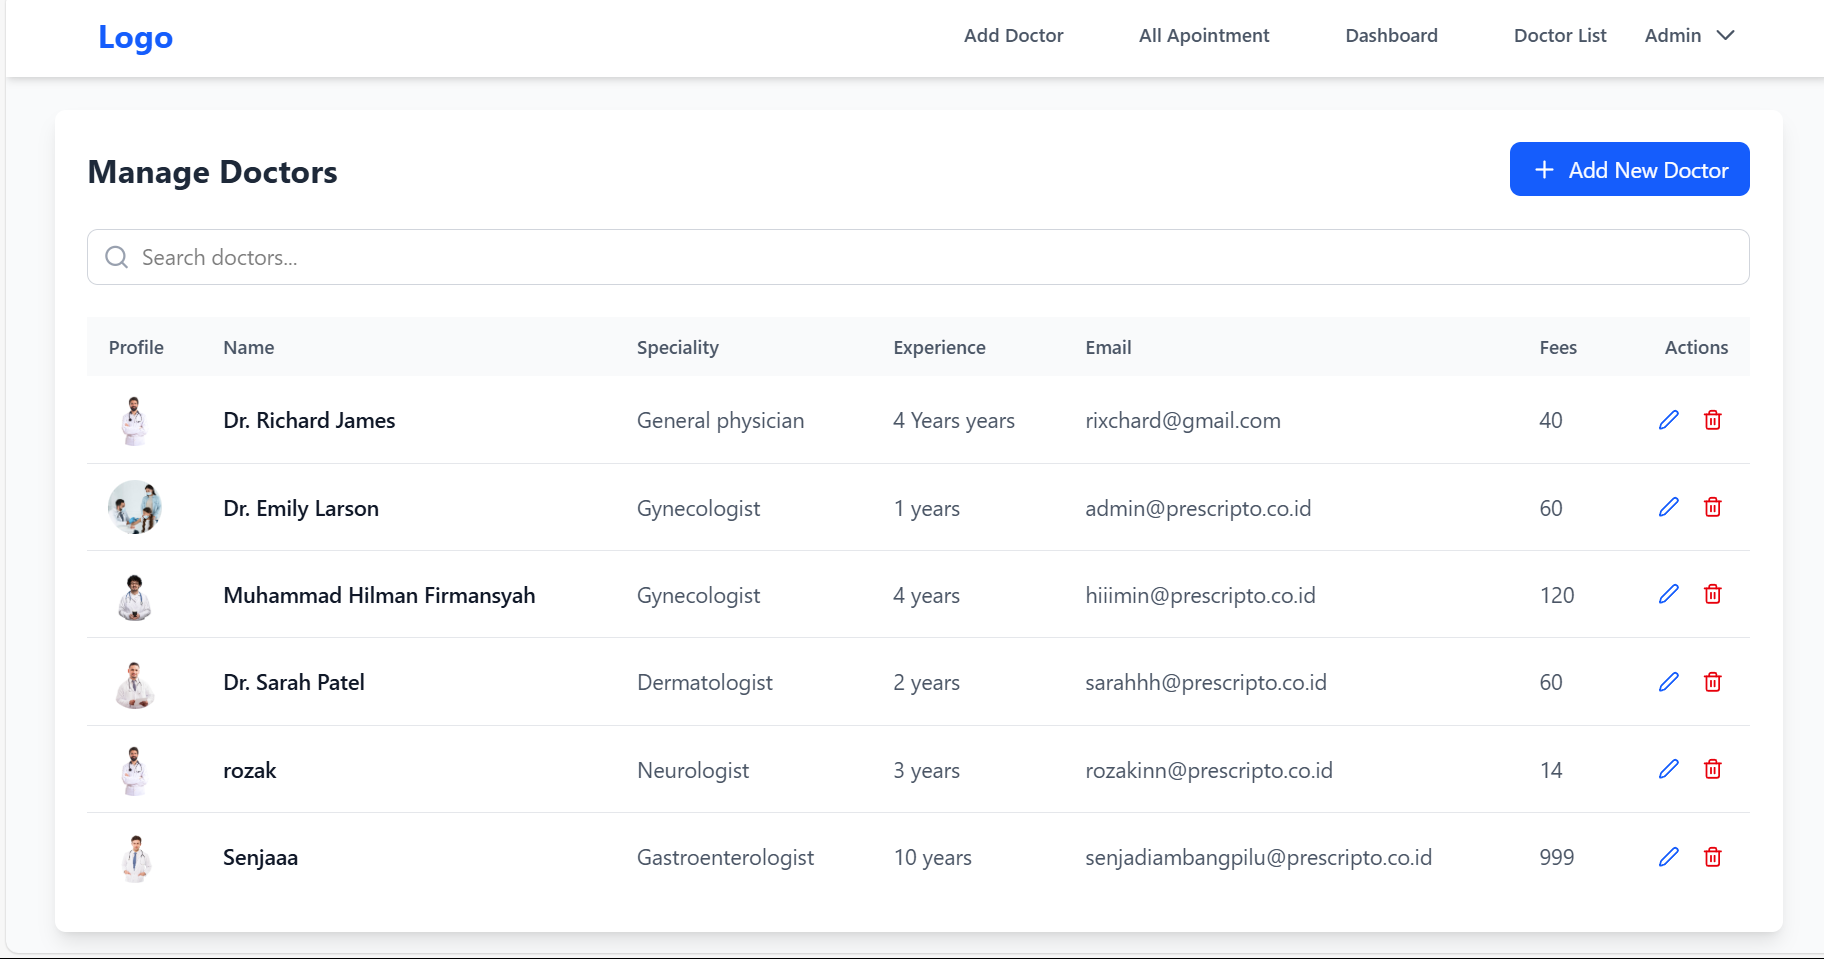 Logo Add Doctor All Apointment Dashboard Doctor List Admin
Manage Doctors
Add New Doctor
Search doctors...
Profile Name Speciality Experience Email Fees Actions
Dr. Richard James General physician 4 Years years rixchard@gmail.com 40
Dr. Emily Larson Gynecologist 1 years admin@prescripto.co.id 60
Muhammad Hilman Firmansyah Gynecologist 4 years hiiimin@prescripto.co.id 120
Dr. Sarah Patel Dermatologist 2 years sarahhh@prescripto.co.id 60
rozak Neurologist 3 years rozakinn@prescripto.co.id 14
Senjaaa Gastroenterologist 10 years senjadiambangpilu@prescripto.co.id 999